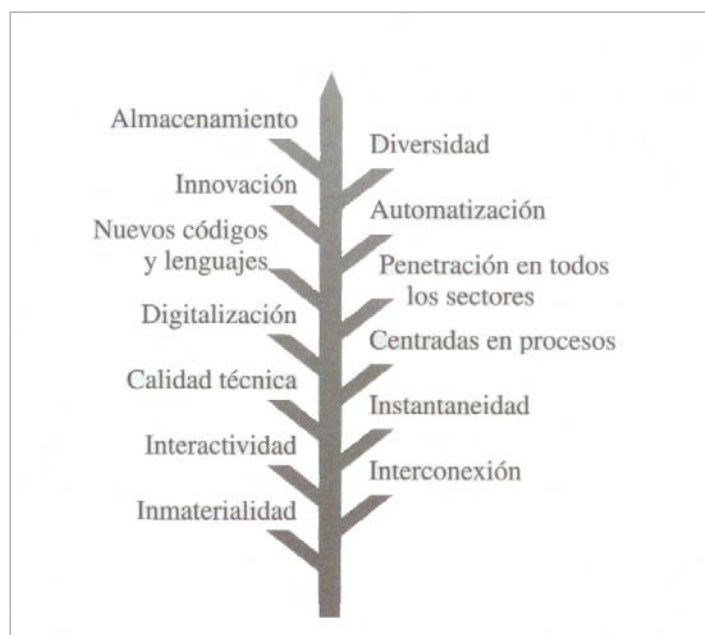 Almacenamiento
Diversidad
Innovación
Automatización
Nuevos códigos
y lenguajes
Penetración en todos
los sectores
Digitalización
Centradas en procesos
Calidad técnica
Instantaneidad
Interactividad
Interconexión
Inmaterialidad